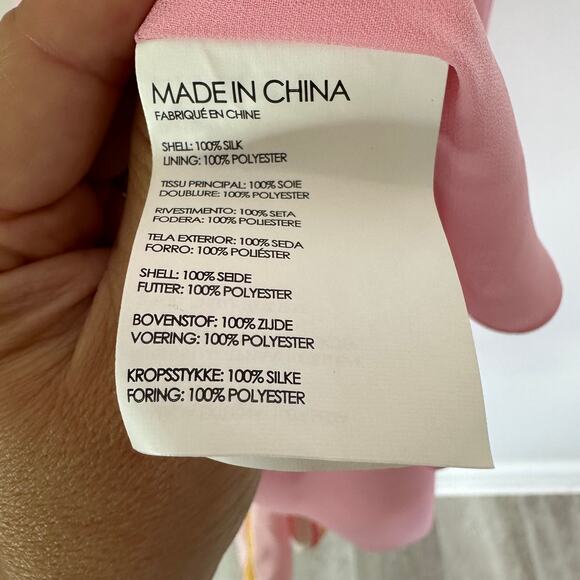 MADE IN CHINA
FABRIQUÉ EN CHINE
SHELL: 100% SILK
LINING: 100% POLYESTER
TISSU PRINCIPAL: 100% SOIE
DOUBLURE: 100% POLYESTER
RIVESTIMENTO: 100% SETA
FODERA: 100% POLIESTERE
TELA EXTERIOR: 100% SEDA
FORRO: 100% POLIÉSTER
SHELL: 100% SEIDE
FUTTER: 100% POLYESTER
BOVENSTOF: 100% ZIJDE
VOERING: 100% POLYESTER
KROPSSTYKKE: 100% SILKE
FORING: 100% POLYESTER